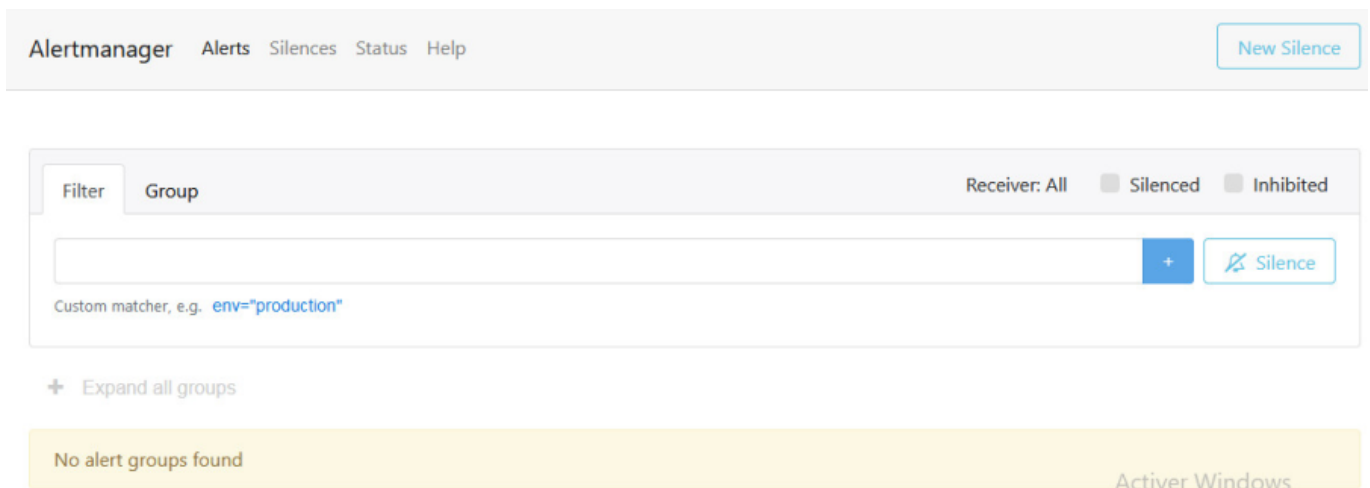 Alertmanager Alerts Silences Status Help New Silence
Filter Group Receiver: All Silenced Inhibited
+ Silence
Custom matcher, e.g. env="production"
+ Expand all groups
No alert groups found
Activer Windows